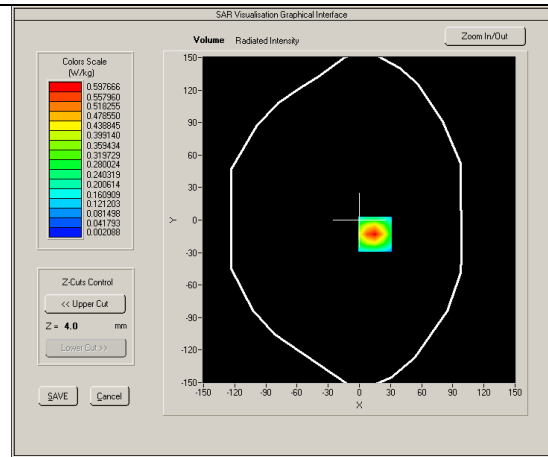 SAR Visualisation Graphical Interface
Volume Radiated Intensity
Zoom In/Out
Colors Scale
(W/kg)
0.597666
0.557960
0.518255
0.478550
0.438845
0.399140
0.359434
0.319729
0.280024
0.240319
0.200614
0.160909
0.121203
0.081498
0.041793
0.002088
Z-Cuts Control
<< Upper Cut
Z = 4.0 mm
Lower Cut >>
SAVE Cancel
150
120
90
60
30
0
-30
-60
-90
-120
-150
Y
-150 -120 -90 -60 -30 0 30 60 90 120 150
X